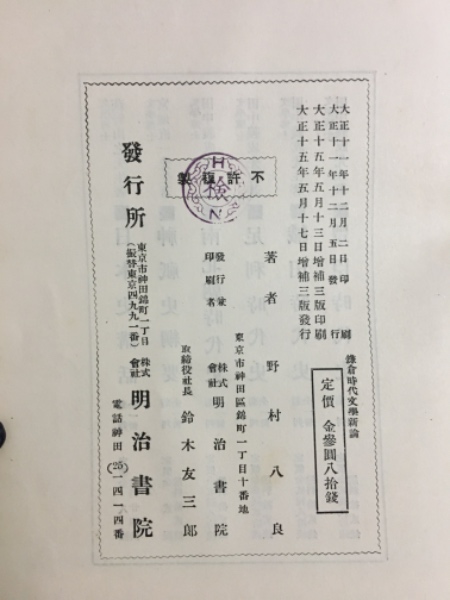 大正十一年十二月二日印刷
大正十一年十二月五日發行
大正十五年五月十三日增補三版印刷
大正十五年五月十七日增補三版發行
鎌倉時代文學新論
定價 金參圓八拾錢
不許複製
H
檢
N
著者 野村八良
東京市神田區錦町一丁目十番地
發行兼印刷者
株式會社 明治書院
取締役社長 鈴木友三郎
發行所
東京市神田錦町一丁目
(振替東京四九九一番)
株式會社 明治書院
電話神田(25)一四一四番